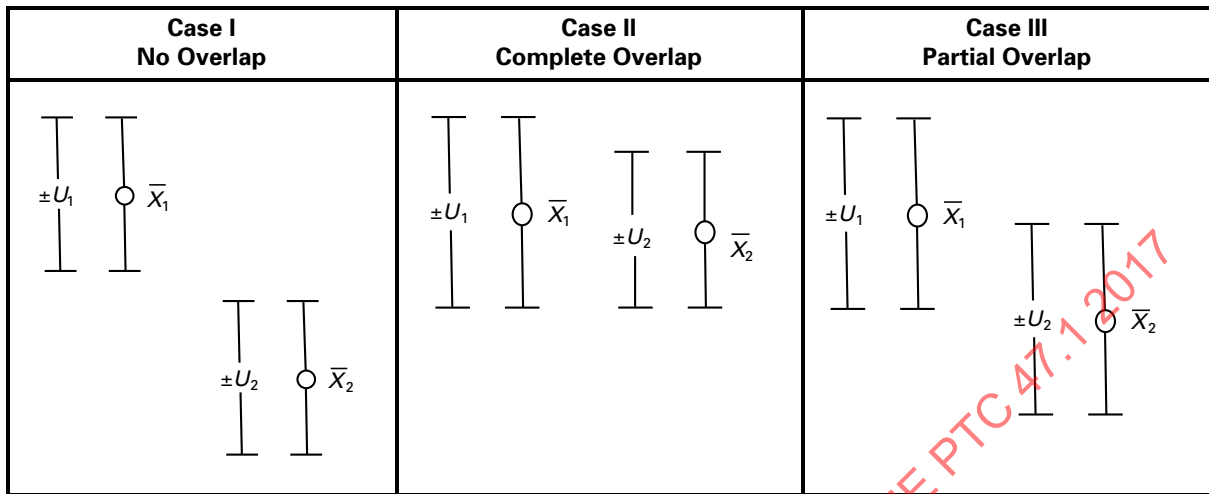 Case I
No Overlap
Case II
Complete Overlap
Case III
Partial Overlap
±U₁ X̅₁
±U₂ X̅₂
±U₁ X̅₁
±U₂ X̅₂
±U₁ X̅₁
±U₂ X̅₂
PTC 47.1 2017